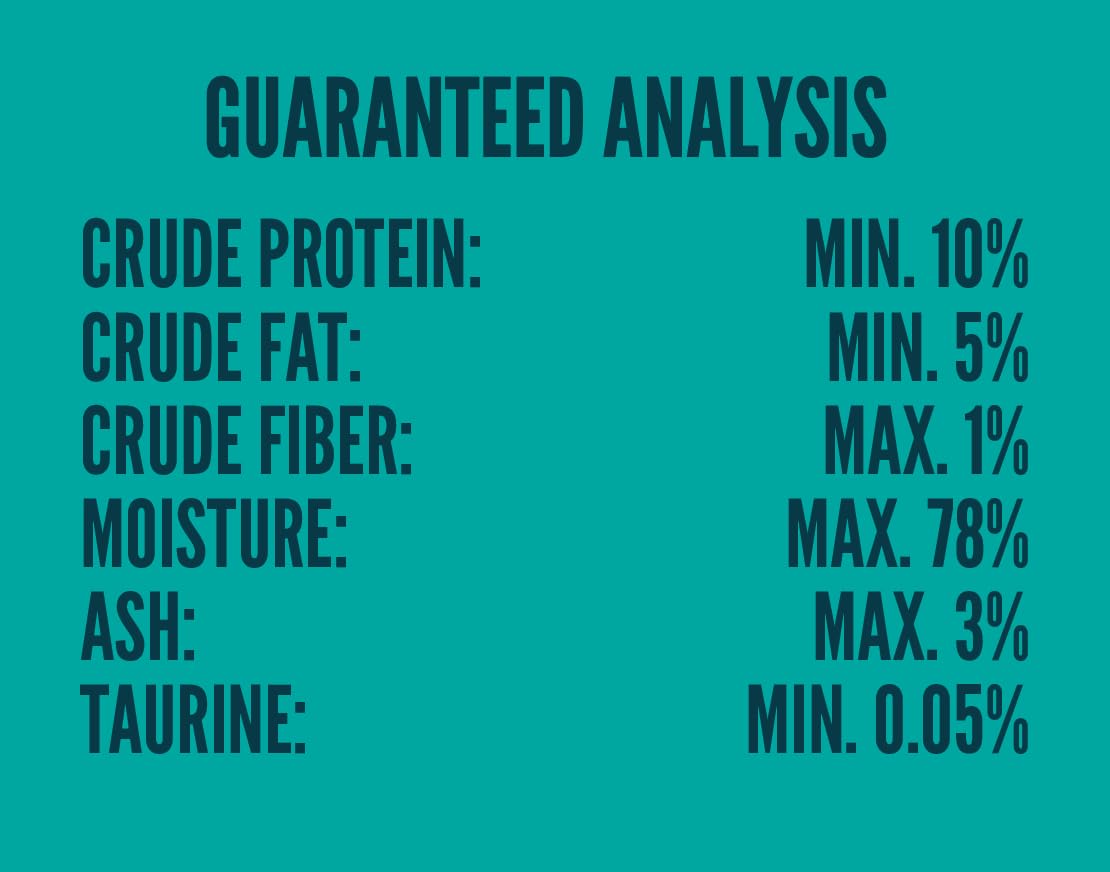 GUARANTEED ANALYSIS
CRUDE PROTEIN: MIN. 10%
CRUDE FAT: MIN. 5%
CRUDE FIBER: MAX. 1%
MOISTURE: MAX. 78%
ASH: MAX. 3%
TAURINE: MIN. 0.05%